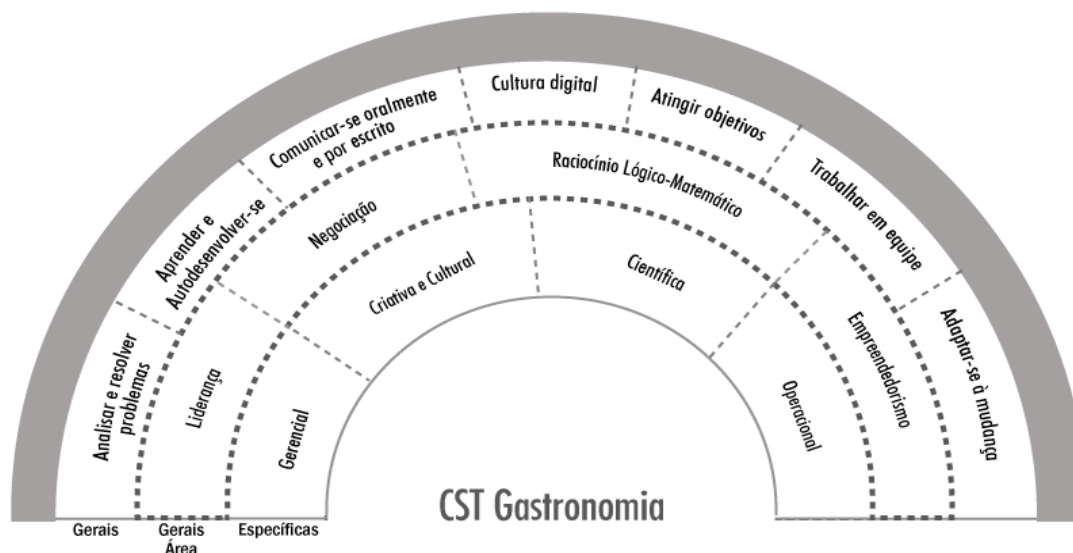 Analisar e resolver
problemas
Aprender e
Autodesenvolver-se
Comunicar-se oralmente
e por escrito
Cultura digital
Atingir objetivos
Trabalhar em equipe
Adaptar-se à mudança
Liderança
Negociação
Raciocínio Lógico-Matemático
Empreendedorismo
Gerencial
Criativa e Cultural
Científica
Operacional
CST Gastronomia
Gerais
Gerais
Área
Específicas